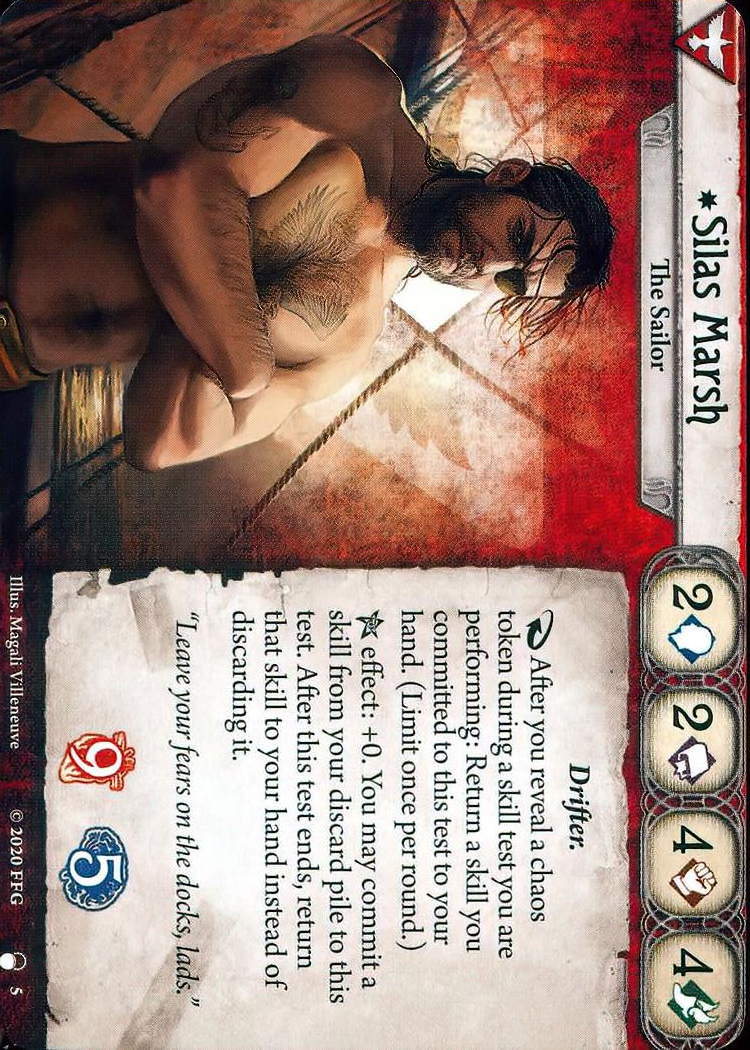 Silas Marsh
The Sailor
2 2 4 4
Drifter.
After you reveal a chaos
token during a skill test you are
performing: Return a skill you
committed to this test to your
hand. (Limit once per round.)
effect: +0. You may commit a
skill from your discard pile to this
test. After this test ends, return
that skill to your hand instead of
discarding it.
“Leave your fears on the docks, lads.”
9 5
Illus. Magali Villeneuve © 2020 FFG 5